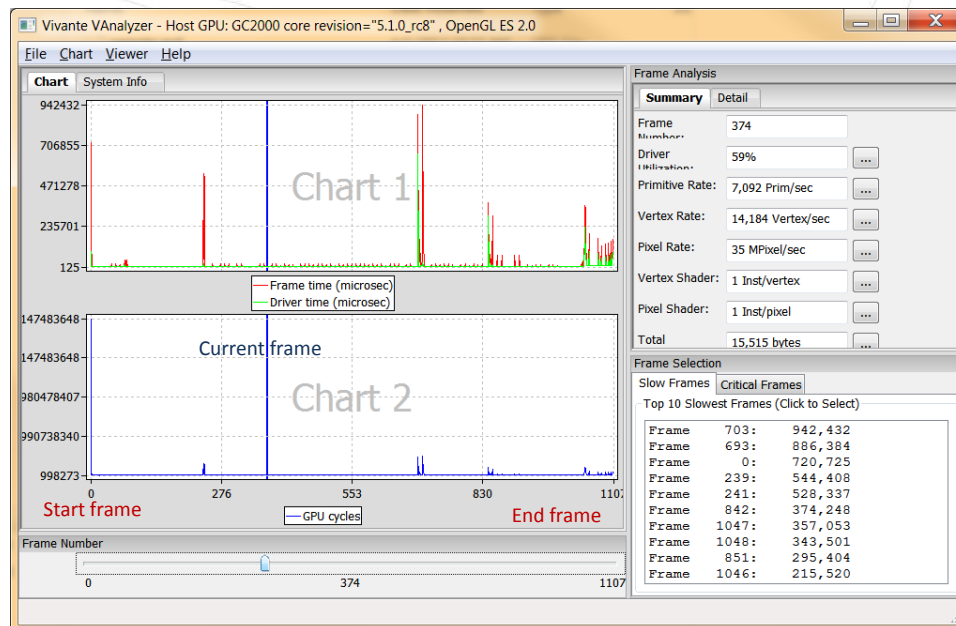 Vivante VAnalyzer - Host GPU: GC2000 core revision="5.1.0_rc8" , OpenGL ES 2.0
File Chart Viewer Help
Chart System Info
942432
706855
471278
235701
125
Chart 1
Frame time (microsec)
Driver time (microsec)
147483648
147483648
980478407
990738340
998273
Current frame
Chart 2
0 276 553 830 1107
Start frame
End frame
GPU cycles
Frame Number
0 374 1107
Frame Analysis
Summary Detail
Frame Number: 374
Driver Utilization: 59% ...
Primitive Rate: 7,092 Prim/sec ...
Vertex Rate: 14,184 Vertex/sec ...
Pixel Rate: 35 MPixel/sec ...
Vertex Shader: 1 Inst/vertex ...
Pixel Shader: 1 Inst/pixel ...
Total 15,515 bytes ...
Frame Selection
Slow Frames Critical Frames
Top 10 Slowest Frames (Click to Select)
Frame 703: 942,432
Frame 693: 886,384
Frame 0: 720,725
Frame 239: 544,408
Frame 241: 528,337
Frame 842: 374,248
Frame 1047: 357,053
Frame 1048: 343,501
Frame 851: 295,404
Frame 1046: 215,520